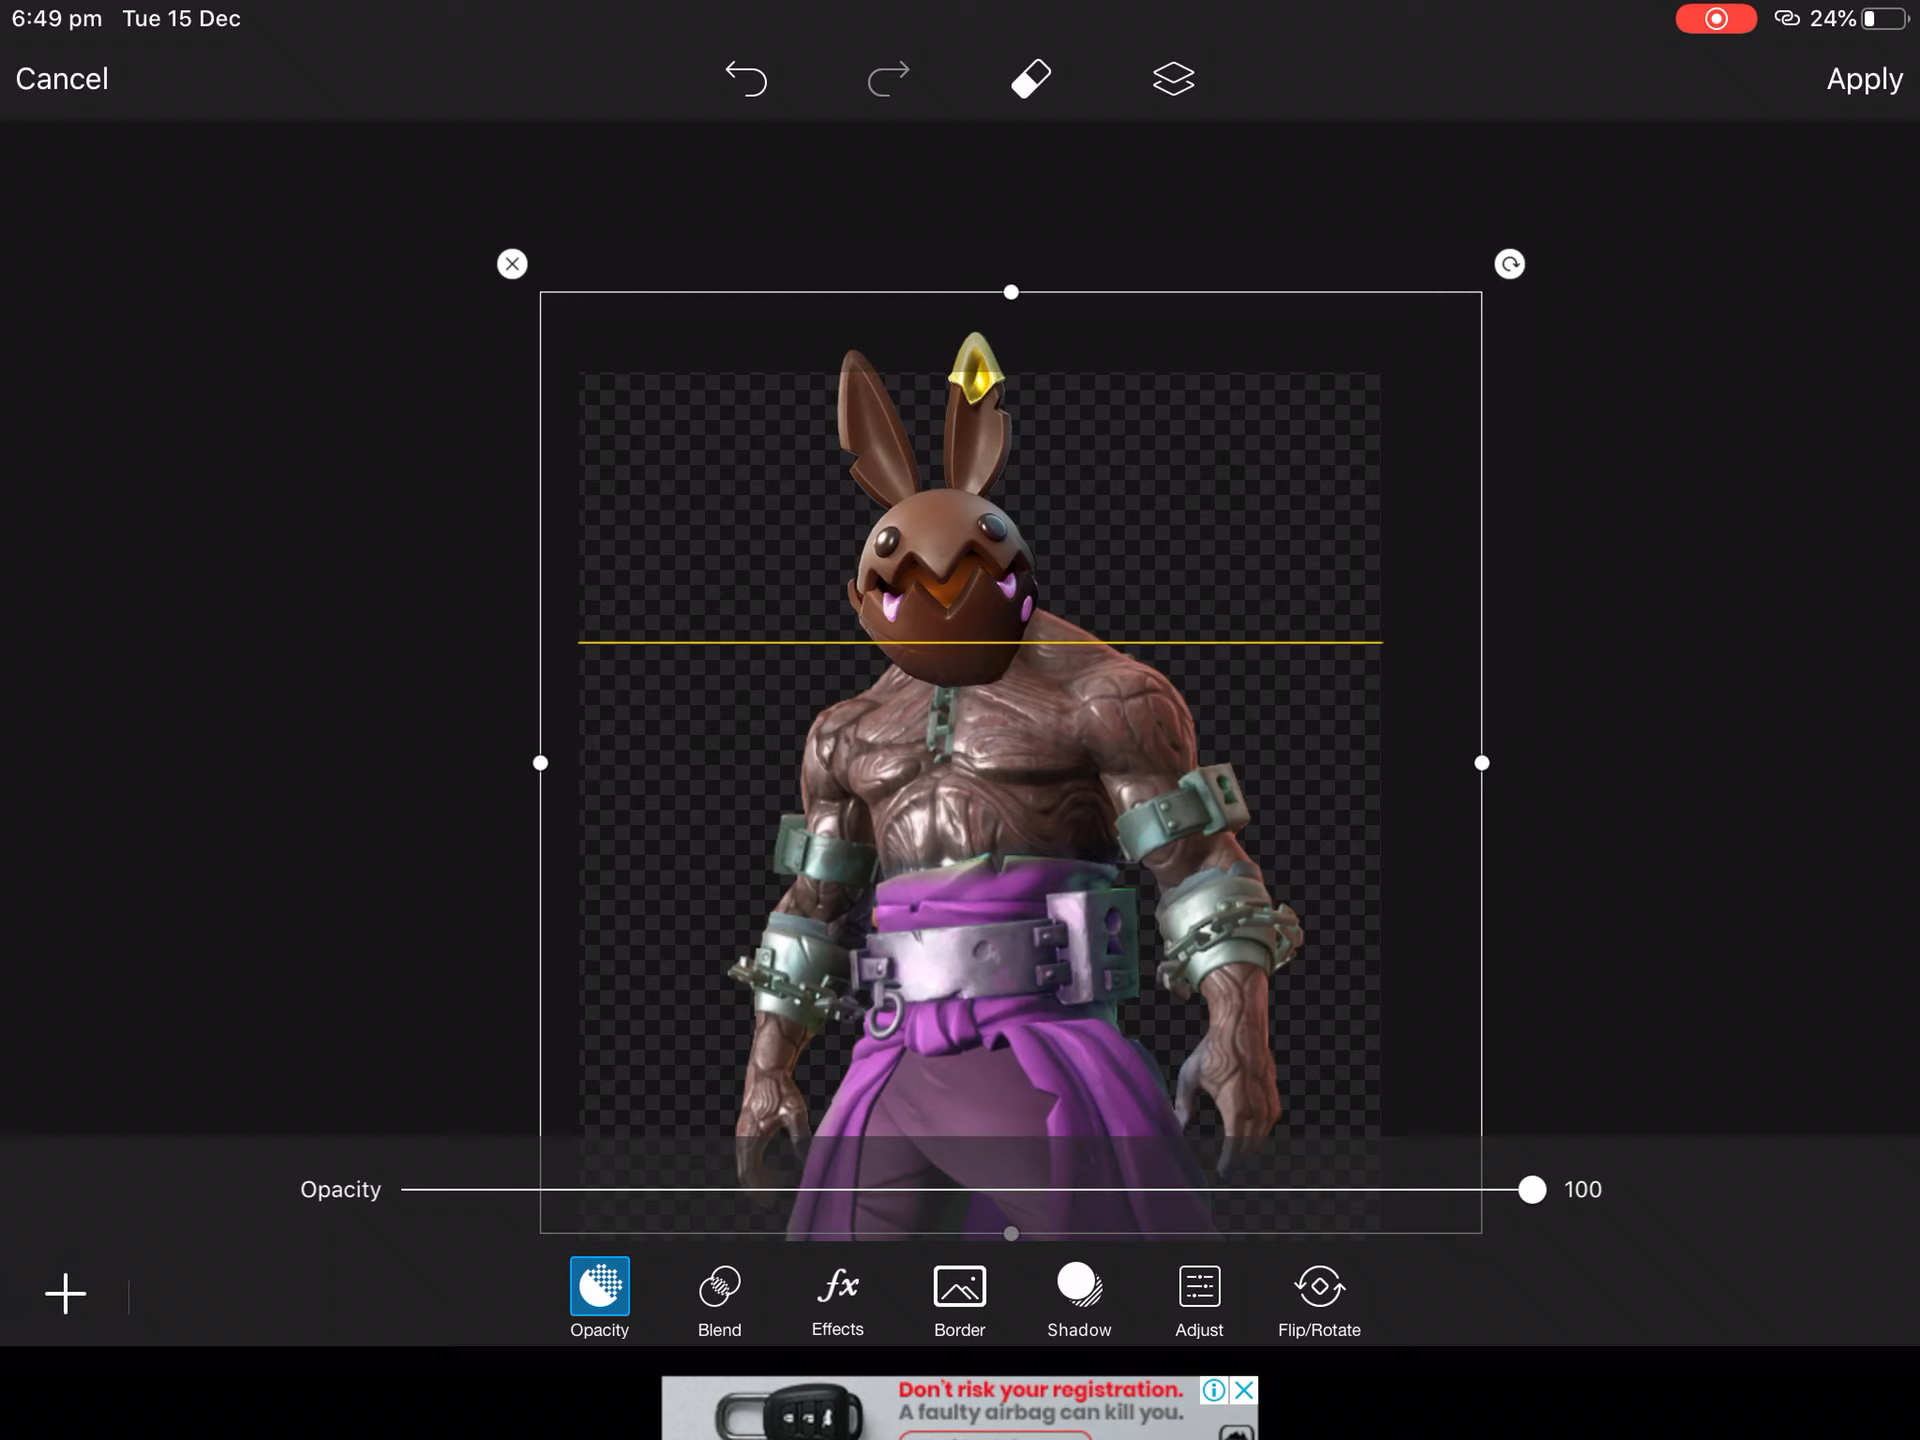 6:49 pm Tue 15 Dec
24%
Cancel
Apply
Opacity
100
Opacity
Blend
fx
Effects
Border
Shadow
Adjust
Flip/Rotate
Don't risk your registration.
A faulty airbag can kill you.